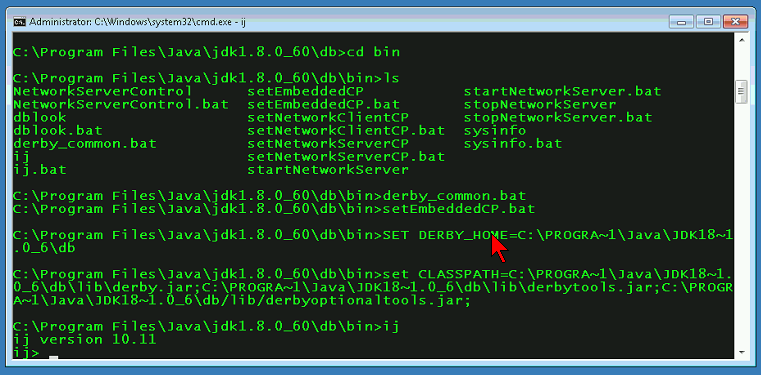 Administrator: C:\Windows\system32\cmd.exe - ij
C:\Program Files\Java\jdk1.8.0_60\db>cd bin
C:\Program Files\Java\jdk1.8.0_60\db\bin>ls
NetworkServerControl setEmbeddedCP startNetworkServer.bat
NetworkServerControl.bat setEmbeddedCP.bat stopNetworkServer
dblook setNetworkClientCP stopNetworkServer.bat
dblook.bat setNetworkClientCP.bat sysinfo
derby_common.bat setNetworkServerCP sysinfo.bat
ij setNetworkServerCP.bat
ij.bat startNetworkServer
C:\Program Files\Java\jdk1.8.0_60\db\bin>derby_common.bat
C:\Program Files\Java\jdk1.8.0_60\db\bin>setEmbeddedCP.bat
C:\Program Files\Java\jdk1.8.0_60\db\bin>SET DERBY_HOME=C:\PROGRA~1\Java\JDK18~1
.0_6\db
C:\Program Files\Java\jdk1.8.0_60\db\bin>set CLASSPATH=C:\PROGRA~1\Java\JDK18~1.
0_6\db\lib\derby.jar;C:\PROGRA~1\Java\JDK18~1.0_6\db\lib\derbytools.jar;C:\PROGR
A~1\Java\JDK18~1.0_6\db/lib/derbyoptionaltools.jar;
C:\Program Files\Java\jdk1.8.0_60\db\bin>ij
ij version 10.11
ij> _